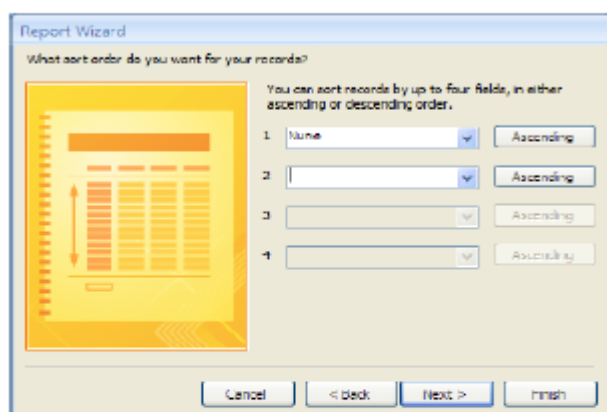 Report Wizard
What sort order do you want for your records?
You can sort records by up to four fields, in either
ascending or descending order.
1 Name Ascending
2 Ascending
3 Ascending
4 Ascending
Cancel < Back Next > Finish